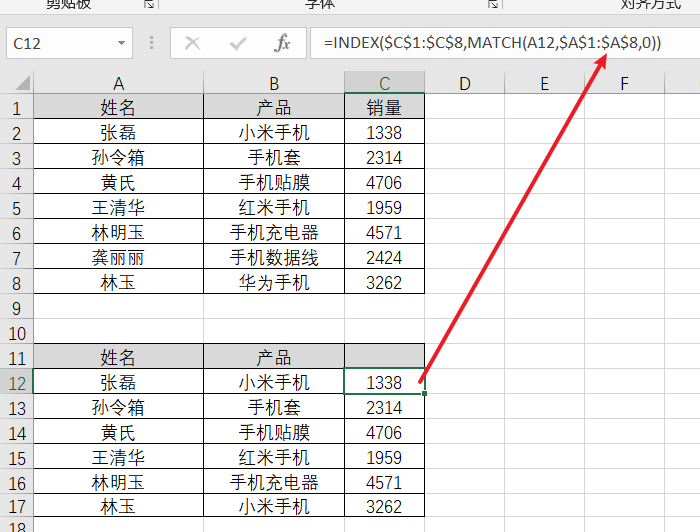 剪贴板 字体 对齐方式
C12 fx =INDEX($C$1:$C$8,MATCH(A12,$A$1:$A$8,0))
A B C D E F
1 姓名 产品 销量
2 张磊 小米手机 1338
3 孙令箱 手机套 2314
4 黄氏 手机贴膜 4706
5 王清华 红米手机 1959
6 林明玉 手机充电器 4571
7 龚丽丽 手机数据线 2424
8 林玉 华为手机 3262
9
10
11 姓名 产品
12 张磊 小米手机 1338
13 孙令箱 手机套 2314
14 黄氏 手机贴膜 4706
15 王清华 红米手机 1959
16 林明玉 手机充电器 4571
17 林玉 小米手机 3262
18